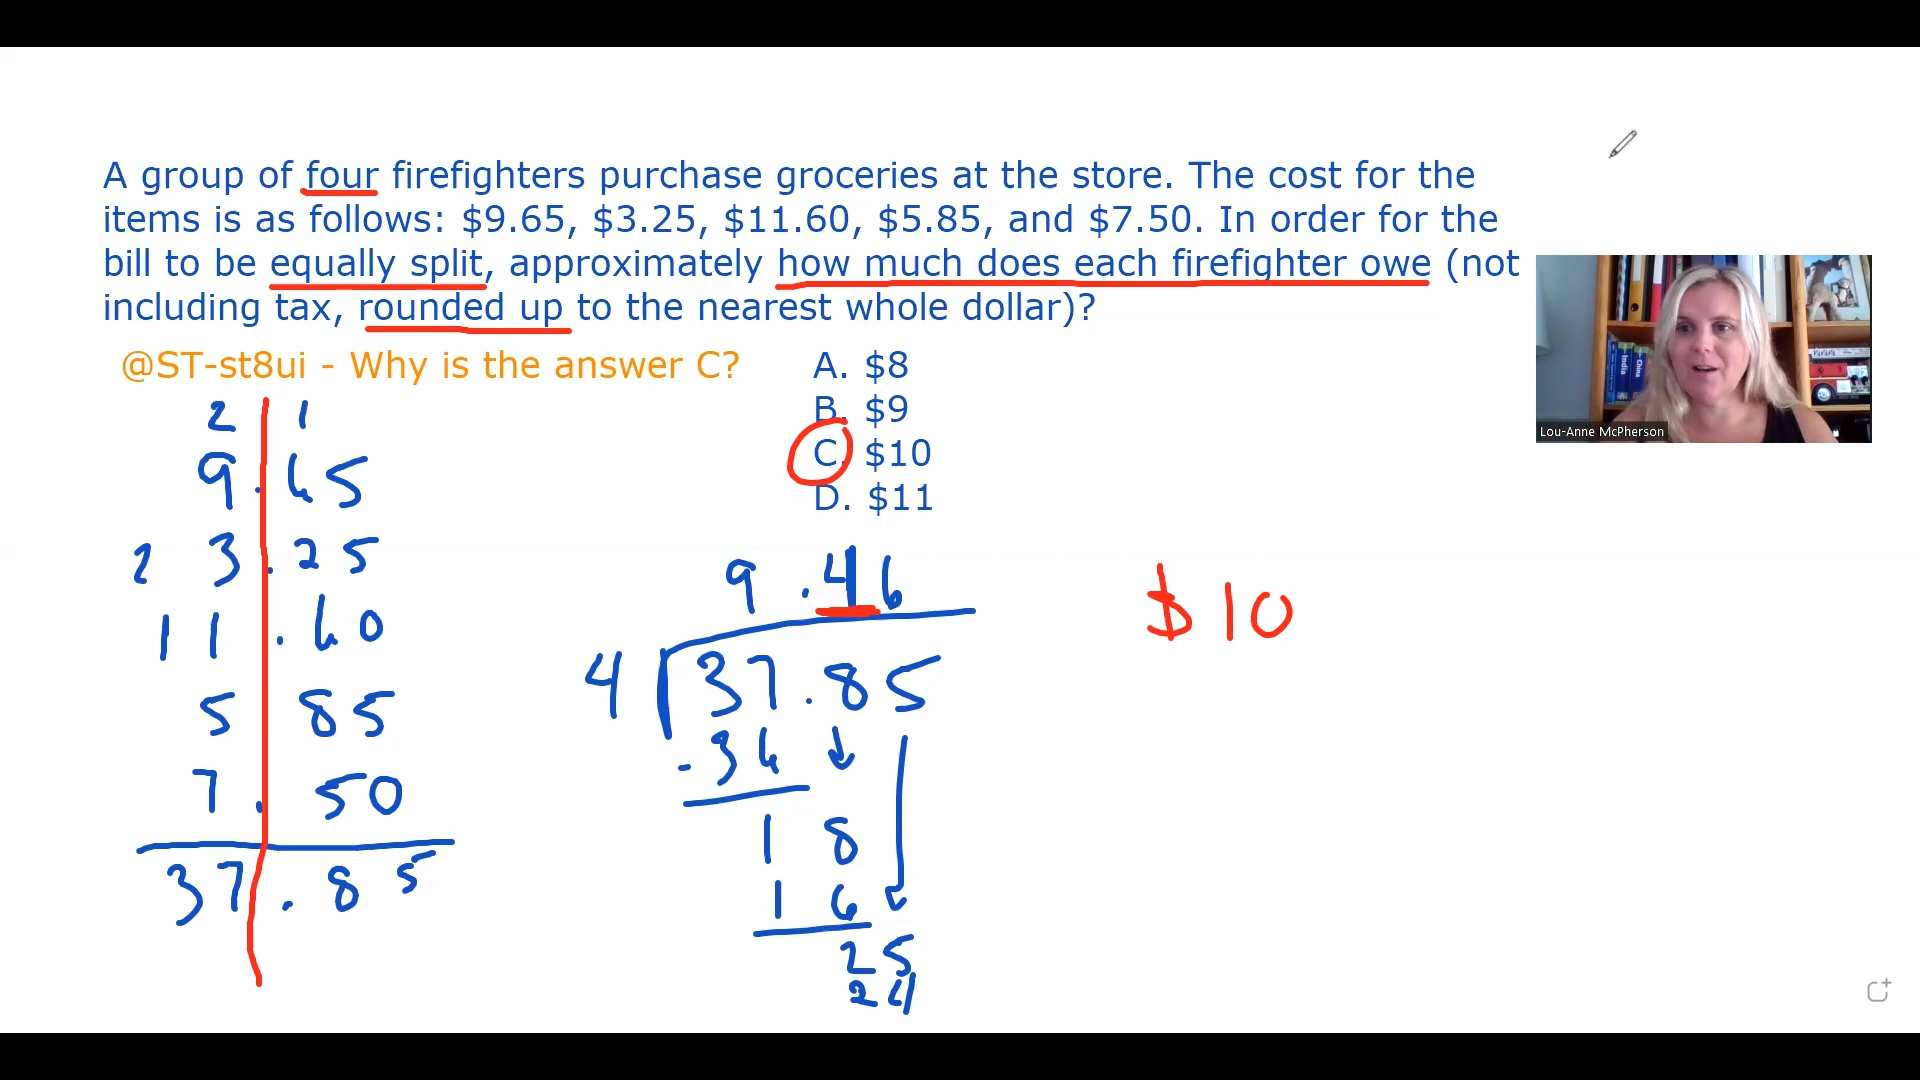 A group of four firefighters purchase groceries at the store. The cost for the
items is as follows: $9.65, $3.25, $11.60, $5.85, and $7.50. In order for the
bill to be equally split, approximately how much does each firefighter owe (not
including tax, rounded up to the nearest whole dollar)?
@ST-st8ui - Why is the answer C?
A. $8
B. $9
C. $10
D. $11
2 1
9.65
2 3.25
11.60
5 85
7.50
37.85
9.46
4 37.85
-36
18
16
25
24
$10
India
China
Lou-Anne McPherson